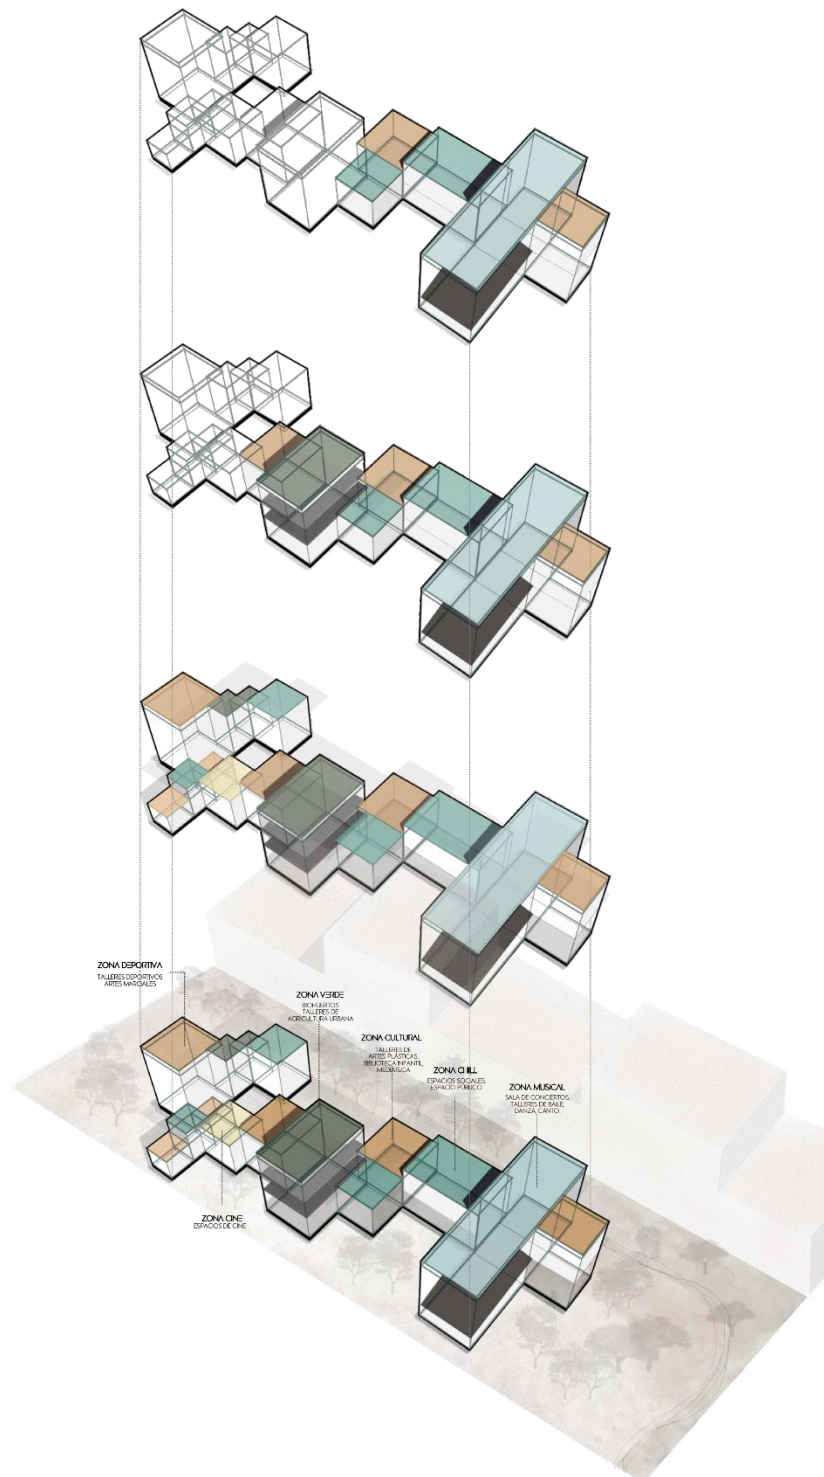 ZONA DEPORTIVA
TALLERES DEPORTIVOS
ARTES MARCIALES
ZONA VERDE
BIOHUERTOS
TALLERES DE
AGRICULTURA URBANA
ZONA CULTURAL
TALLERES DE
ARTES PLÁSTICAS,
BIBLIOTECA INFANTIL,
MEDIATECA
ZONA CHILL
ESPACIOS SOCIALES,
ESPACIO PÚBLICO
ZONA MUSICAL
SALA DE CONCIERTOS,
TALLERES DE BAILE,
DANZA, CANTO.
ZONA CINE
ESPACIOS DE CINE